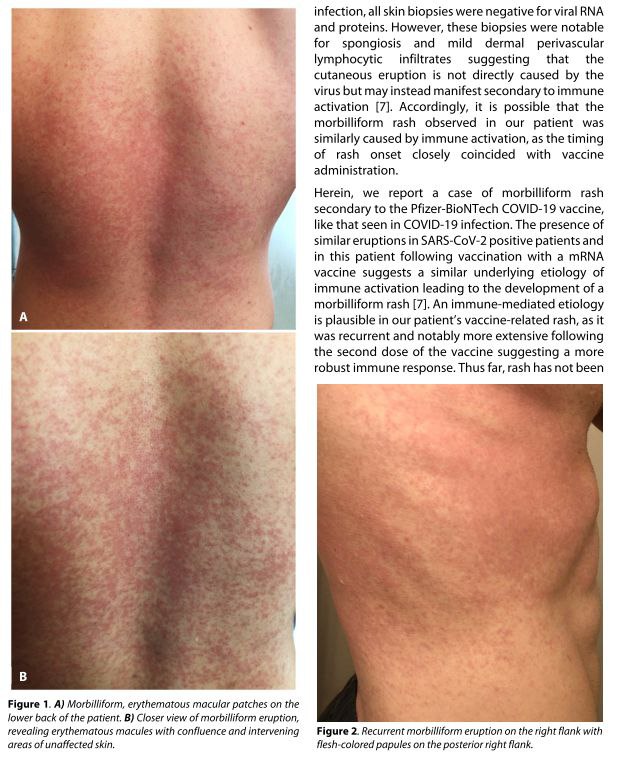 infection, all skin biopsies were negative for viral RNA
and proteins. However, these biopsies were notable
for spongiosis and mild dermal perivascular
lymphocytic infiltrates suggesting that the
cutaneous eruption is not directly caused by the
virus but may instead manifest secondary to immune
activation [7]. Accordingly, it is possible that the
morbilliform rash observed in our patient was
similarly caused by immune activation, as the timing
of rash onset closely coincided with vaccine
administration.
Herein, we report a case of morbilliform rash
secondary to the Pfizer-BioNTech COVID-19 vaccine,
like that seen in COVID-19 infection. The presence of
similar eruptions in SARS-CoV-2 positive patients and
in this patient following vaccination with a mRNA
vaccine suggests a similar underlying etiology of
immune activation leading to the development of a
morbilliform rash [7]. An immune-mediated etiology
is plausible in our patient's vaccine-related rash, as it
was recurrent and notably more extensive following
the second dose of the vaccine suggesting a more
robust immune response. Thus far, rash has not been
A
B
Figure 1. A) Morbilliform, erythematous macular patches on the
lower back of the patient. B) Closer view of morbilliform eruption,
revealing erythematous macules with confluence and intervening
areas of unaffected skin.
Figure 2. Recurrent morbilliform eruption on the right flank with
flesh-colored papules on the posterior right flank.